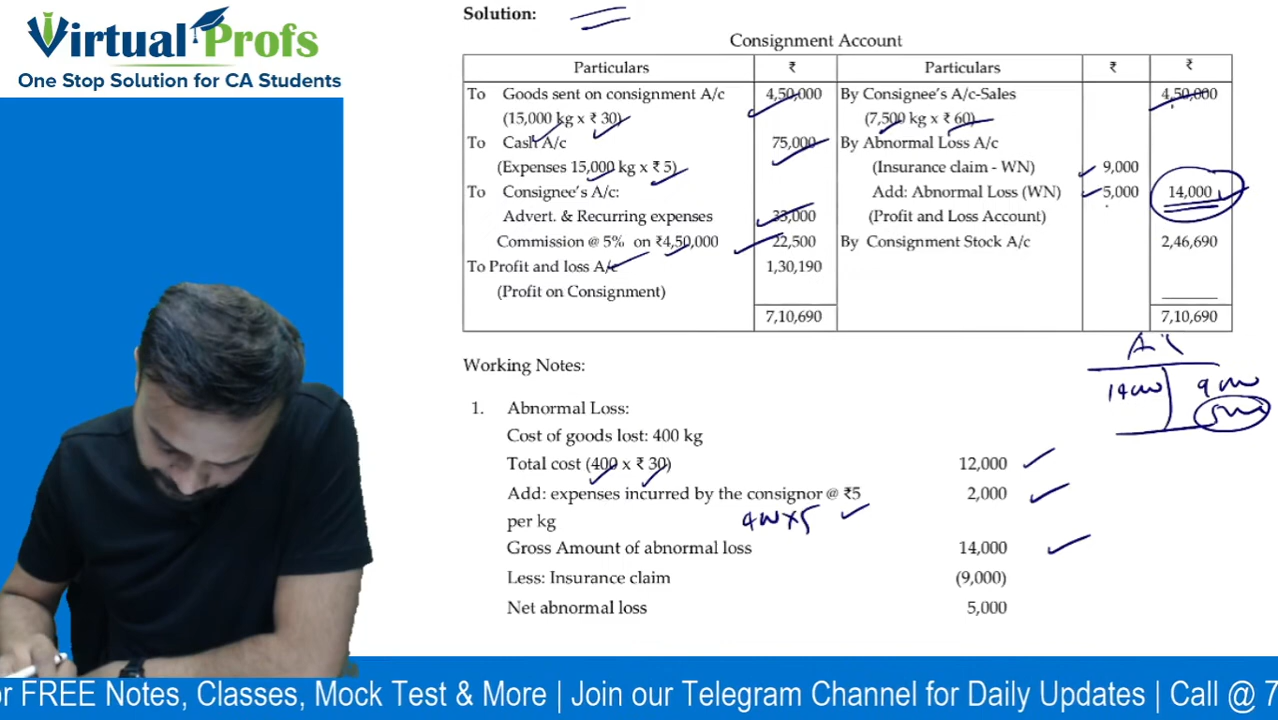 Virtual Profs
One Stop Solution for CA Students
Solution:
Consignment Account
Particulars ₹ Particulars ₹ ₹
To Goods sent on consignment A/c 4,50,000 By Consignee's A/c-Sales 4,50,000
(15,000 kg x ₹ 30) (7,500 kg x ₹ 60)
To Cash A/c 75,000 By Abnormal Loss A/c
(Expenses 15,000 kg x ₹ 5) (Insurance claim - WN) 9,000
To Consignee's A/c: Add: Abnormal Loss (WN) 5,000 14,000
Advert. & Recurring expenses 33,000 (Profit and Loss Account)
Commission @ 5% on ₹4,50,000 22,500 By Consignment Stock A/c 2,46,690
To Profit and loss A/c 1,30,190
(Profit on Consignment)
7,10,690 7,10,690
Working Notes:
1. Abnormal Loss:
Cost of goods lost: 400 kg
Total cost (400 x ₹ 30) 12,000
Add: expenses incurred by the consignor @ ₹5 2,000
per kg
400x5
Gross Amount of abnormal loss 14,000
Less: Insurance claim (9,000)
Net abnormal loss 5,000
or FREE Notes, Classes, Mock Test & More | Join our Telegram Channel for Daily Updates | Call @ 7